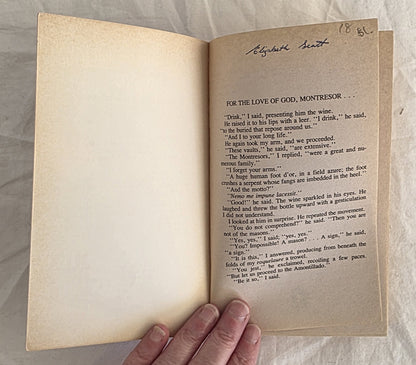 18
Elizabeth Scott
FOR THE LOVE OF GOD, MONTRESOR . . .
"Drink," I said, presenting him the wine.
He raised it to his lips with a leer. "I drink," he said,
"to the buried that repose around us."
"And I to your long life."
He again took my arm, and we proceeded.
"These vaults," he said, "are extensive."
"The Montresors," I replied, "were a great and nu-
merous family."
"I forget your arms."
"A huge human foot d'or, in a field azure; the foot
crushes a serpent whose fangs are imbedded in the heel."
"And the motto?"
"Nemo me impune lacessit."
"Good!" he said. The wine sparkled in his eyes. He
laughed and threw the bottle upward with a gesticulation
I did not understand.
I looked at him in surprise. He repeated the movement.
"You do not comprehend?" he said. "Then you are
not of the masons."
"Yes, yes," I said; "yes, yes."
"You? Impossible! A mason? . . . A sign," he said,
"a sign."
"It is this," I answered, producing from beneath the
folds of my roquelaure a trowel.
"You jest," he exclaimed, recoiling a few paces.
"But let us proceed to the Amontillado."
"Be it so," I said.